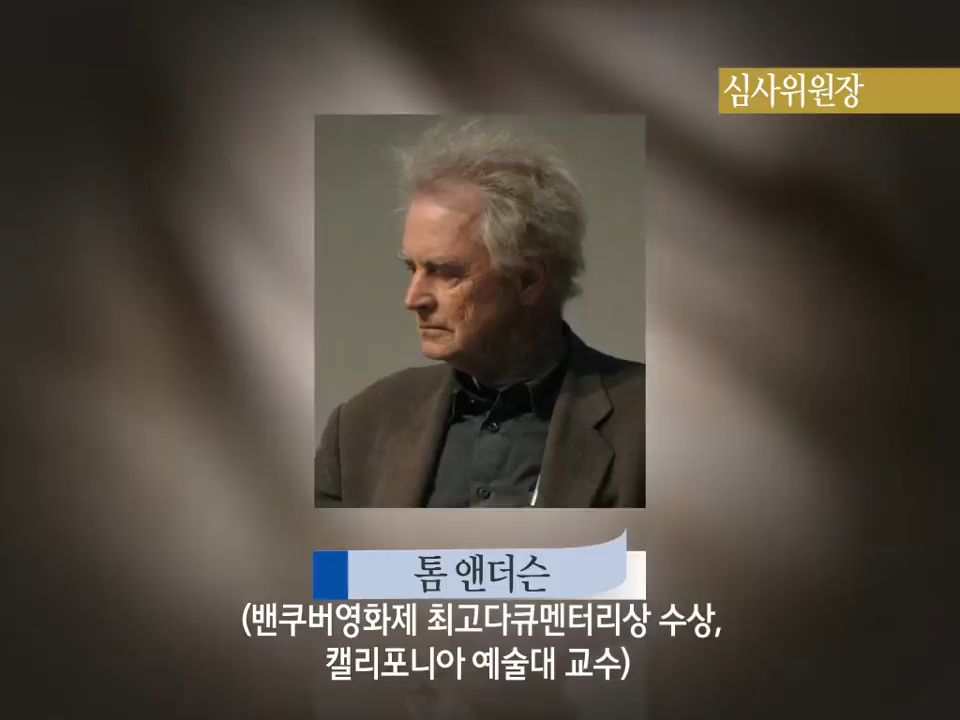 심사위원장
톰 앤더슨
(밴쿠버영화제 최고다큐멘터리상 수상,
캘리포니아 예술대 교수)